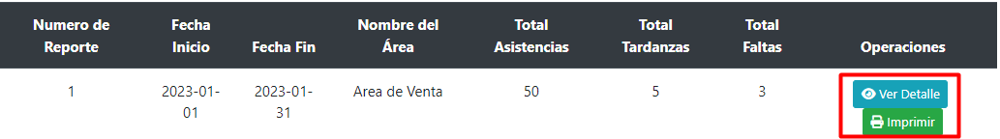 Numero de Reporte Fecha Inicio Fecha Fin Nombre del Área Total Asistencias Total Tardanzas Total Faltas Operaciones
1 2023-01-01 2023-01-31 Area de Venta 50 5 3 Ver Detalle
Imprimir